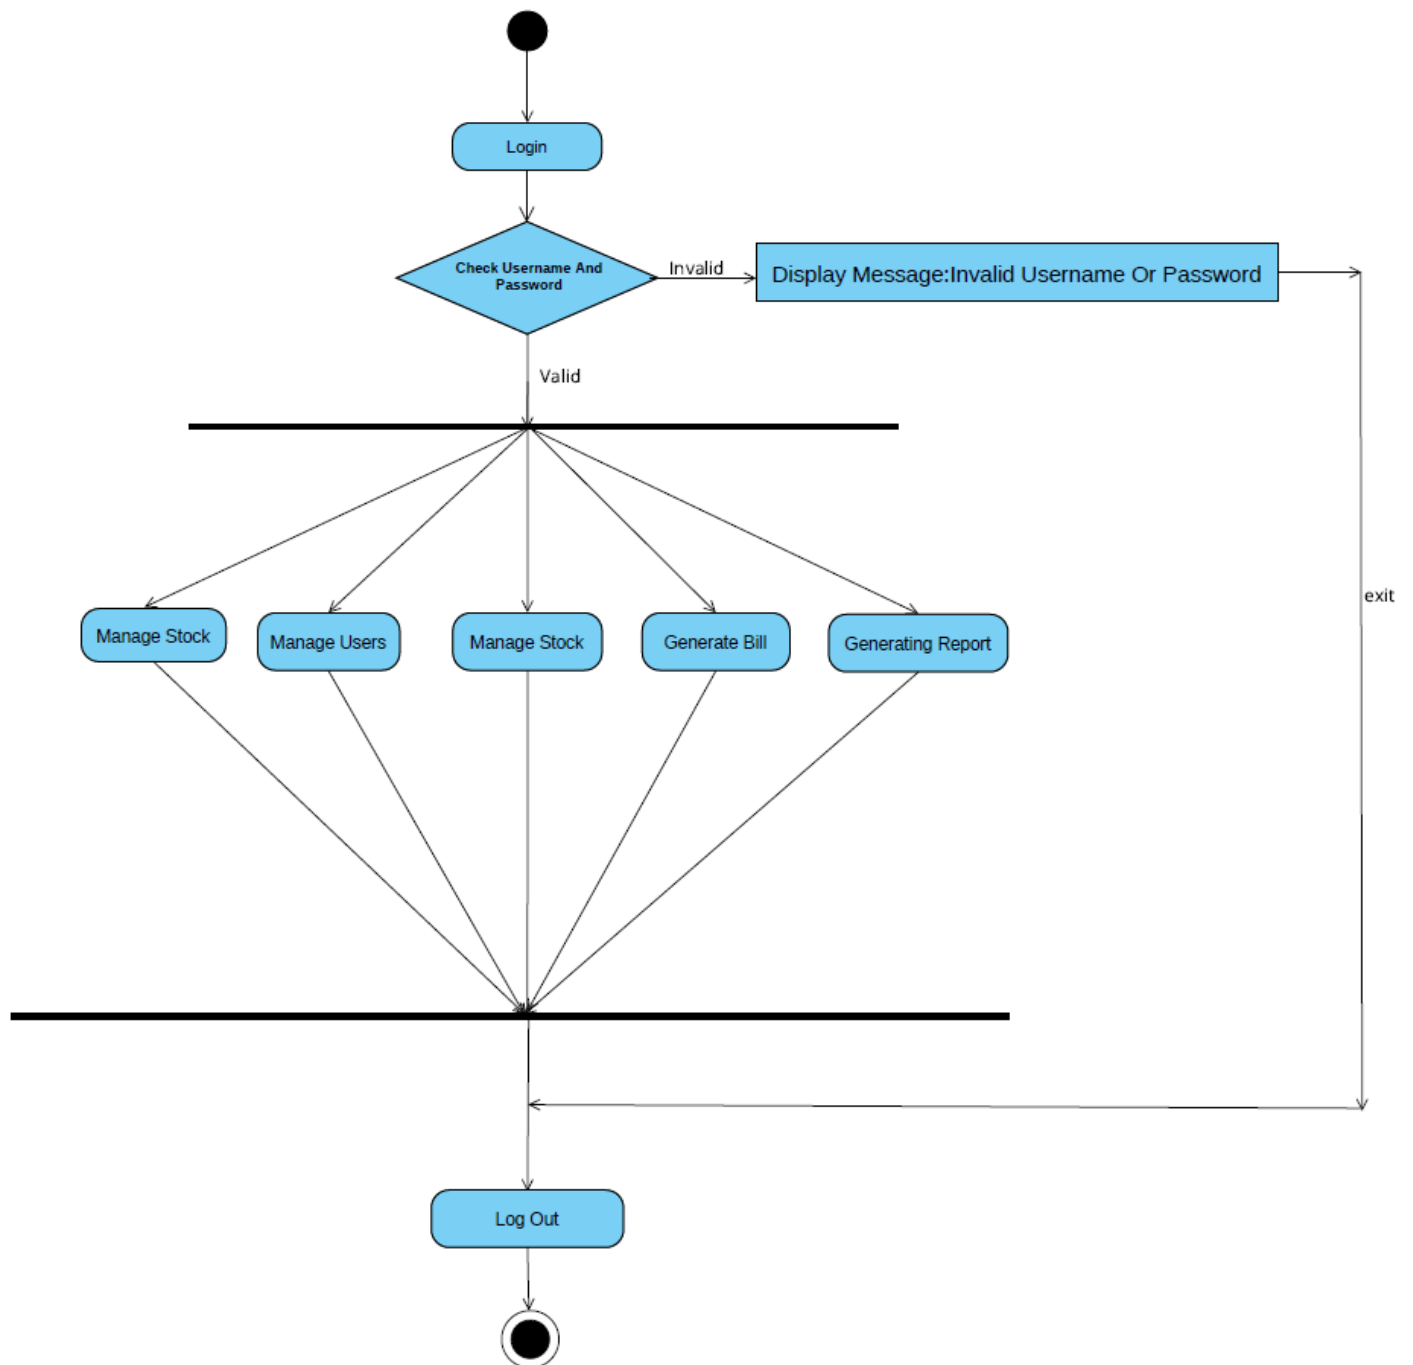 Login
Check Username And
Password
Invalid
Display Message:Invalid Username Or Password
Valid
exit
Manage Stock
Manage Users
Manage Stock
Generate Bill
Generating Report
Log Out